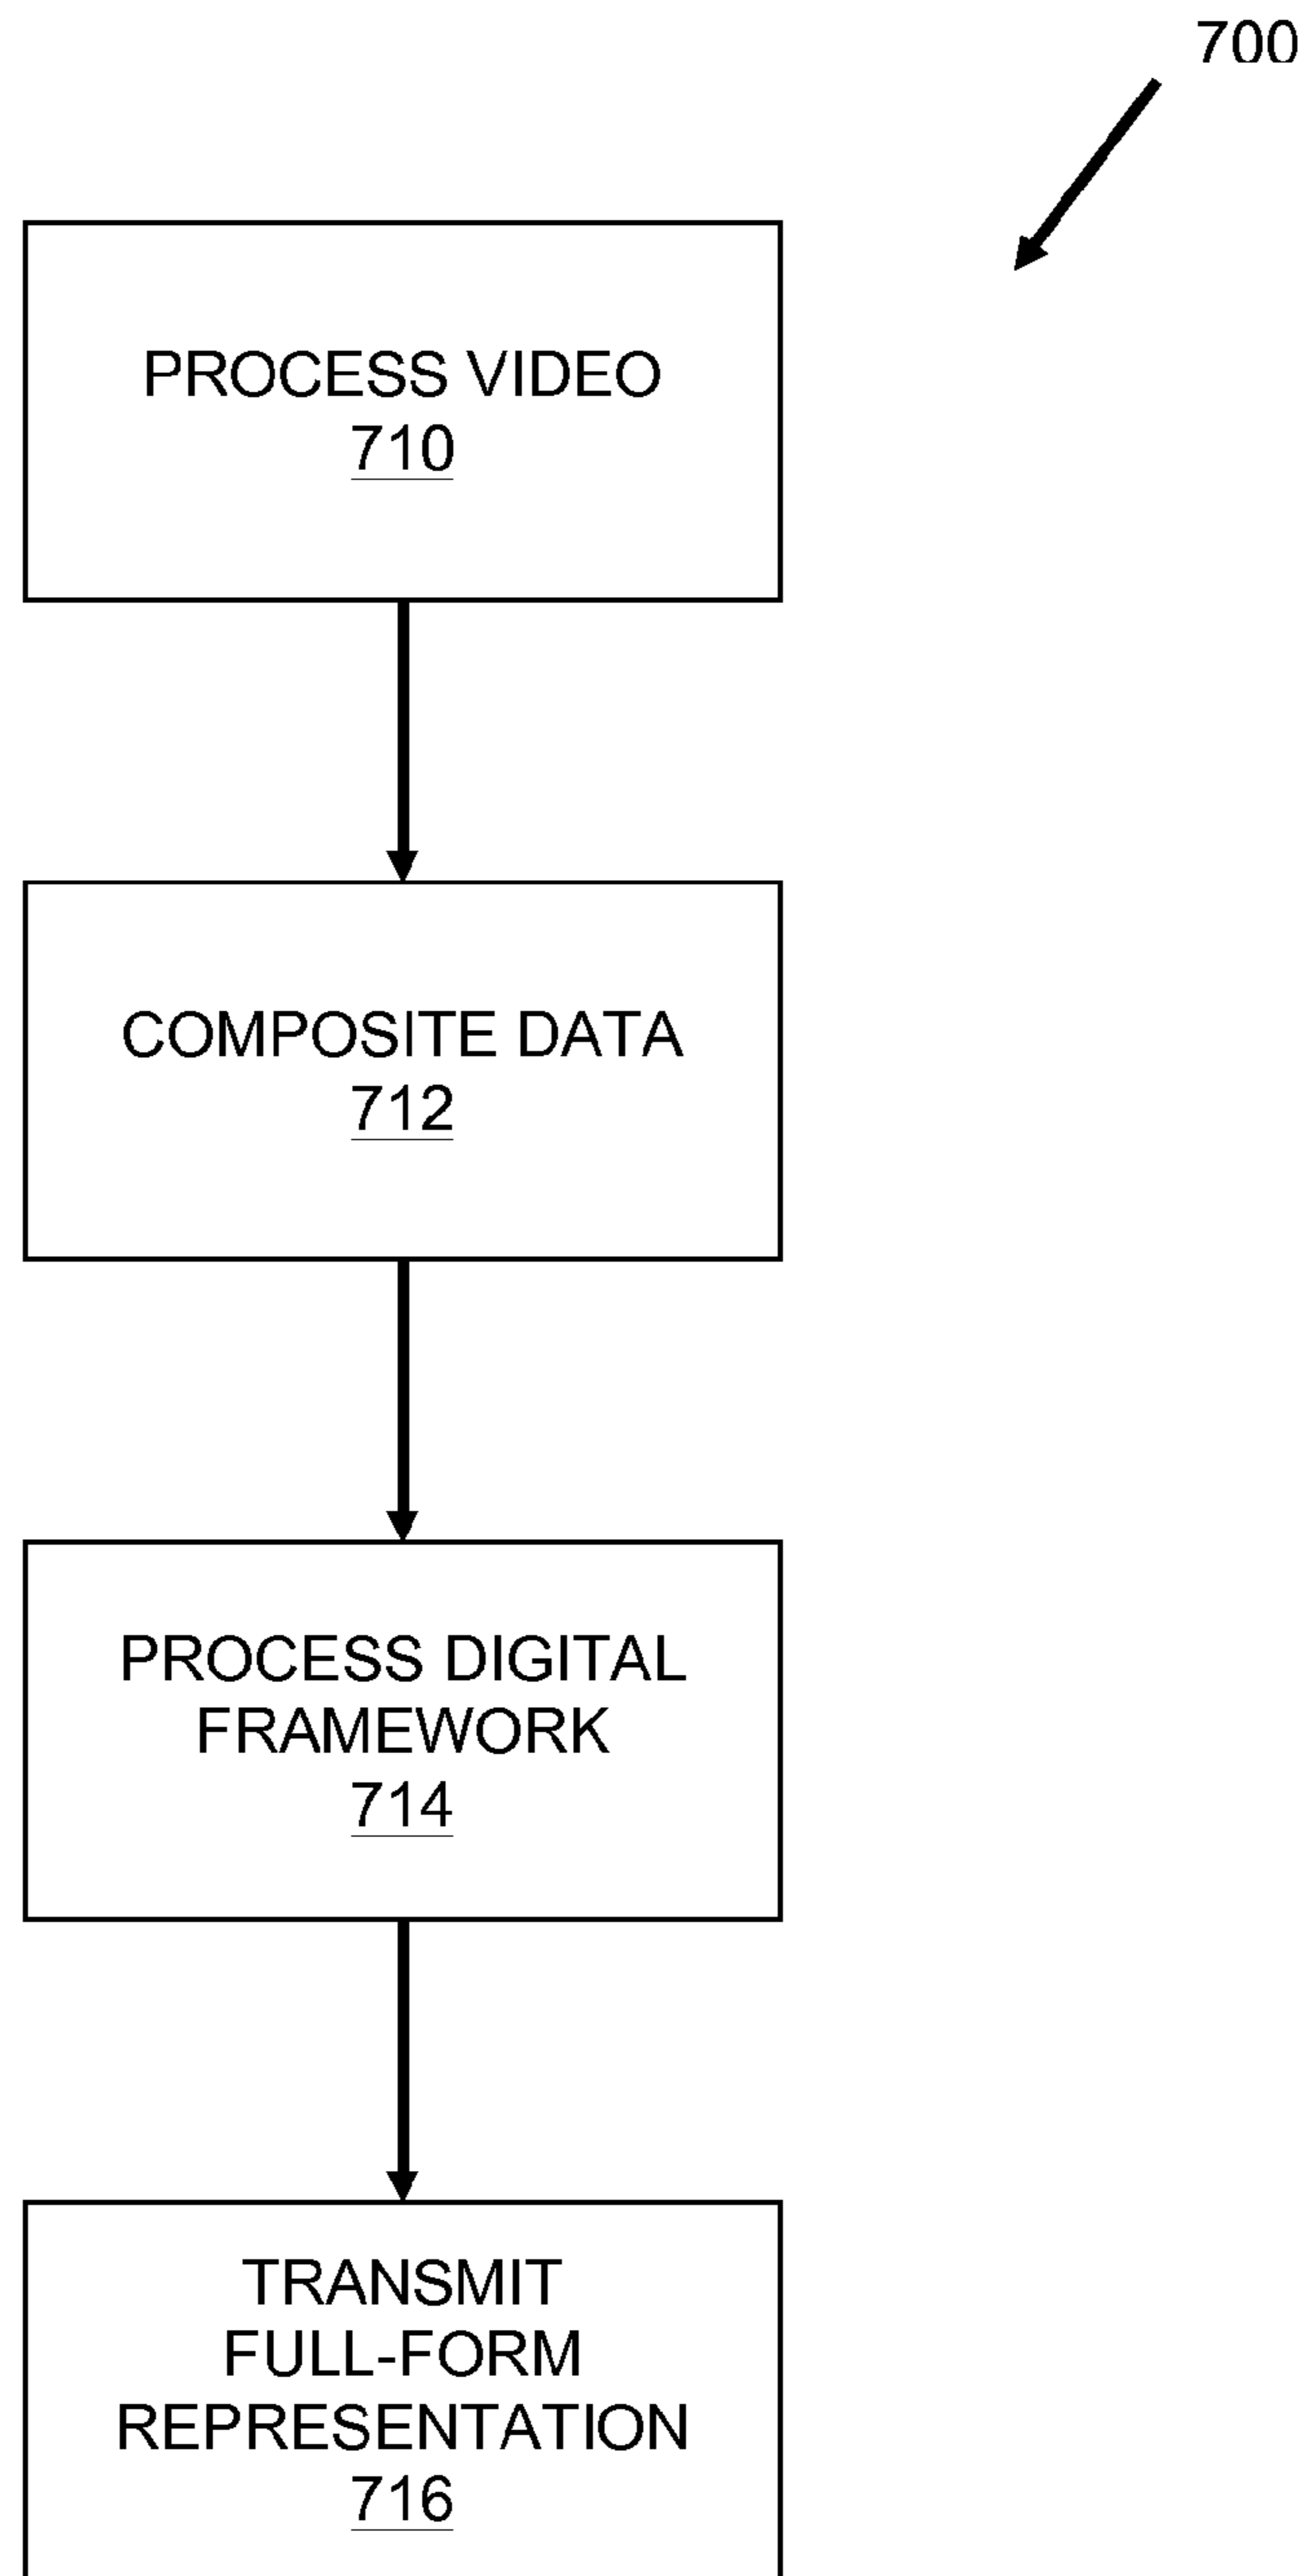 700
PROCESS VIDEO
710
COMPOSITE DATA
712
PROCESS DIGITAL
FRAMEWORK
714
TRANSMIT
FULL-FORM
REPRESENTATION
716